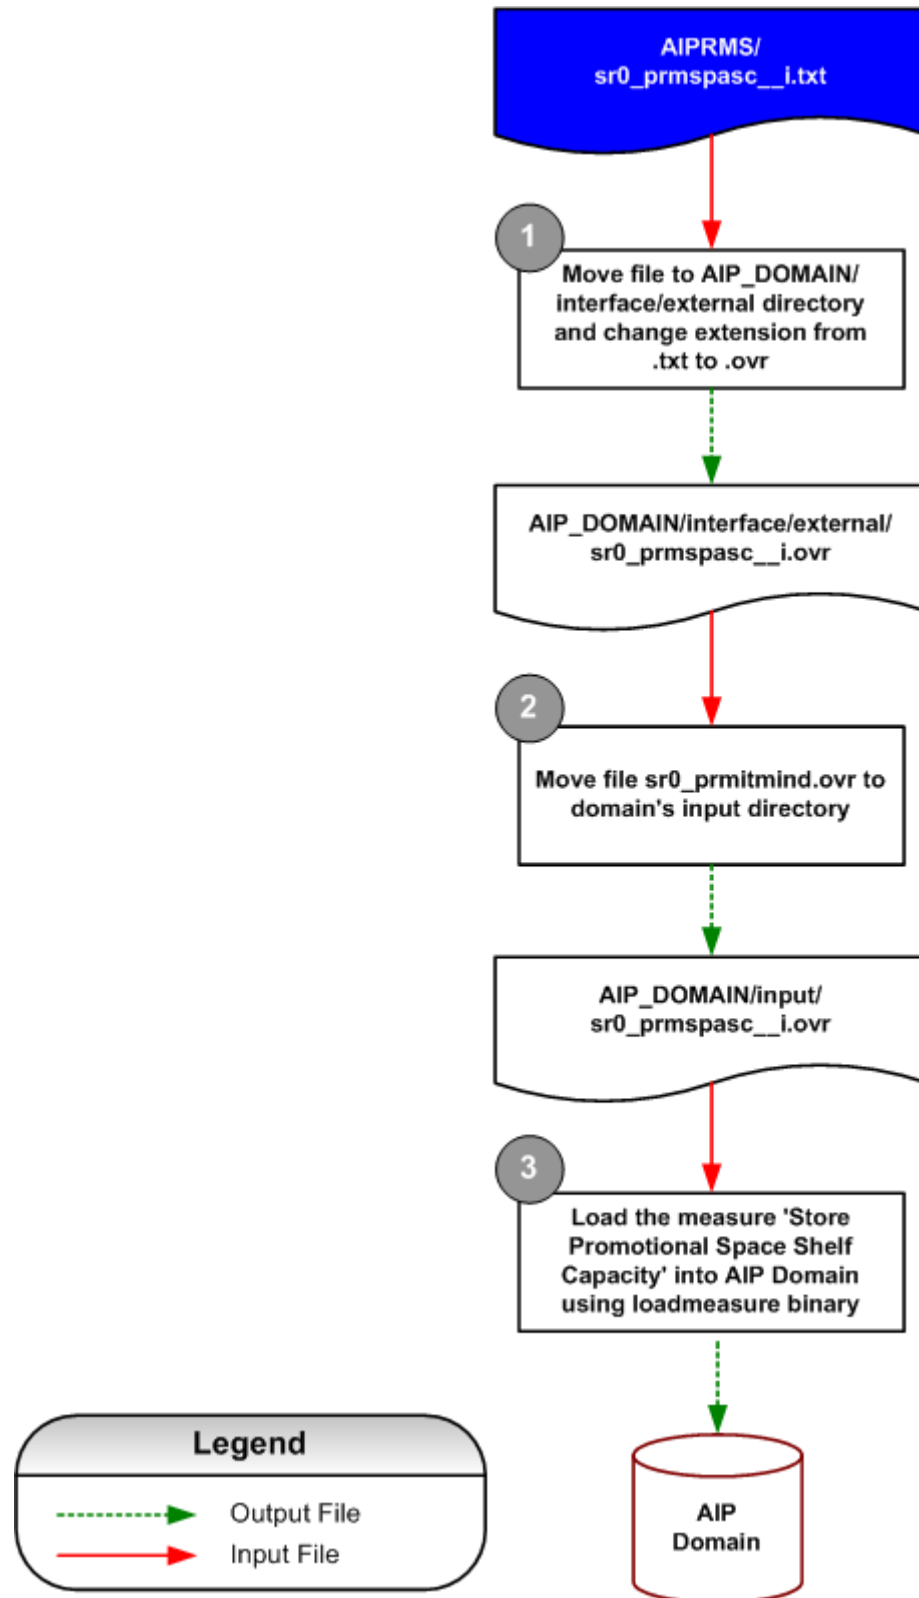 AIPRMS/
sr0_prmspasc__i.txt
1
Move file to AIP_DOMAIN/
interface/external directory
and change extension from
.txt to .ovr
AIP_DOMAIN/interface/external/
sr0_prmspasc__i.ovr
2
Move file sr0_prmitmind.ovr to
domain's input directory
AIP_DOMAIN/input/
sr0_prmspasc__i.ovr
3
Load the measure 'Store
Promotional Space Shelf
Capacity' into AIP Domain
using loadmeasure binary
Legend
Output File
Input File
AIP
Domain